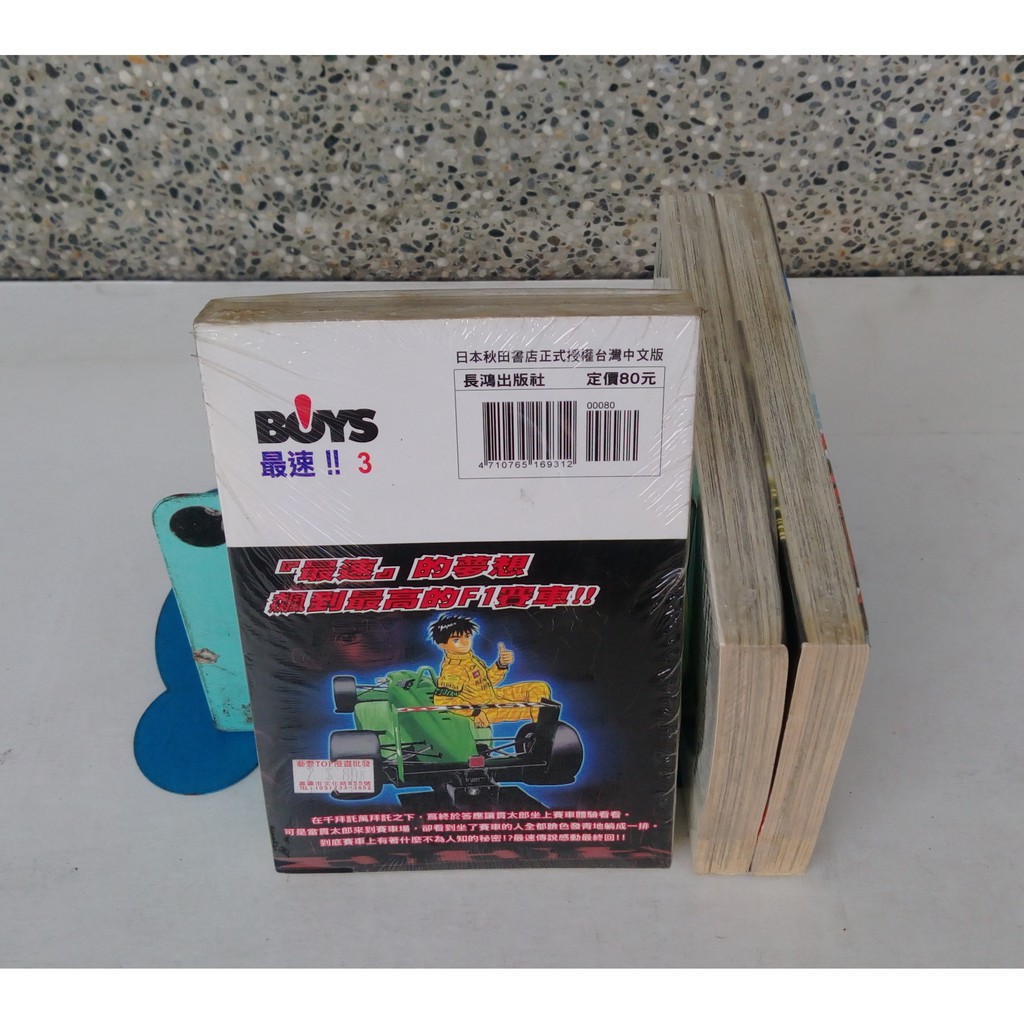 日本秋田書店正式授權台灣中文版
長鴻出版社 定價80元
00080
4 710765 169312
BOYS
最速!! 3
『最速』的夢想
飆到最高的F1賽車!!
在千拜託萬拜託之下，萬終於答應讓貫太郎坐上賽車體驗看看。
可是當貫太郎來到賽車場，卻看到坐了賽車的人全都臉色發青地躺成一排。
到底賽車上有著什麼不為人知的秘密!?最速傳說感動最終回!!